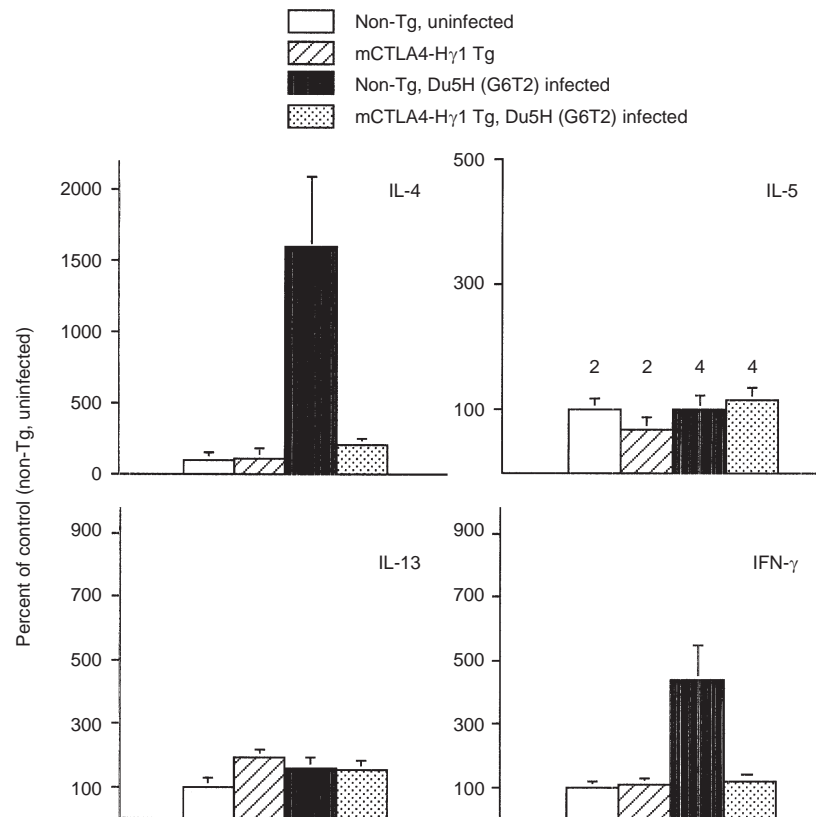 Non-Tg, uninfected
mCTLA4-Hγ1 Tg
Non-Tg, Du5H (G6T2) infected
mCTLA4-Hγ1 Tg, Du5H (G6T2) infected
Percent of control (non-Tg, uninfected)
IL-4
2000
1500
1000
500
0
IL-5
500
300
100
2 2 4 4
IL-13
900
700
500
300
100
IFN-γ
900
700
500
300
100